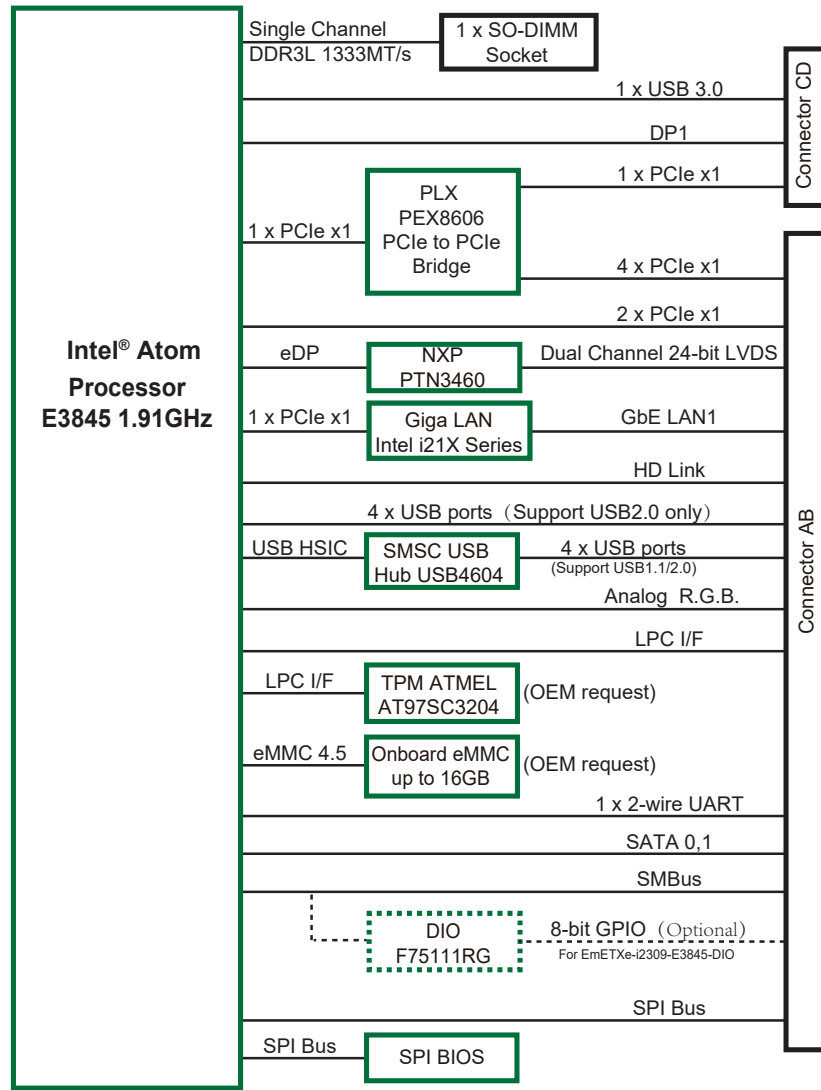 Single Channel
DDR3L 1333MT/s
1 x SO-DIMM
Socket
1 x USB 3.0
DP1
Connector CD
1 x PCIe x1
PLX
PEX8606
PCIe to PCIe
Bridge
1 x PCIe x1
4 x PCIe x1
2 x PCIe x1
Intel® Atom
Processor
E3845 1.91GHz
eDP
NXP
PTN3460
Dual Channel 24-bit LVDS
1 x PCIe x1
Giga LAN
Intel i21X Series
GbE LAN1
HD Link
4 x USB ports（Support USB2.0 only）
USB HSIC
SMSC USB
Hub USB4604
4 x USB ports
(Support USB1.1/2.0)
Connector AB
Analog R.G.B.
LPC I/F
LPC I/F
TPM ATMEL
AT97SC3204
(OEM request)
eMMC 4.5
Onboard eMMC
up to 16GB
(OEM request)
1 x 2-wire UART
SATA 0,1
SMBus
DIO
F75111RG
8-bit GPIO（Optional）
For EmETXe-i2309-E3845-DIO
SPI Bus
SPI Bus
SPI BIOS